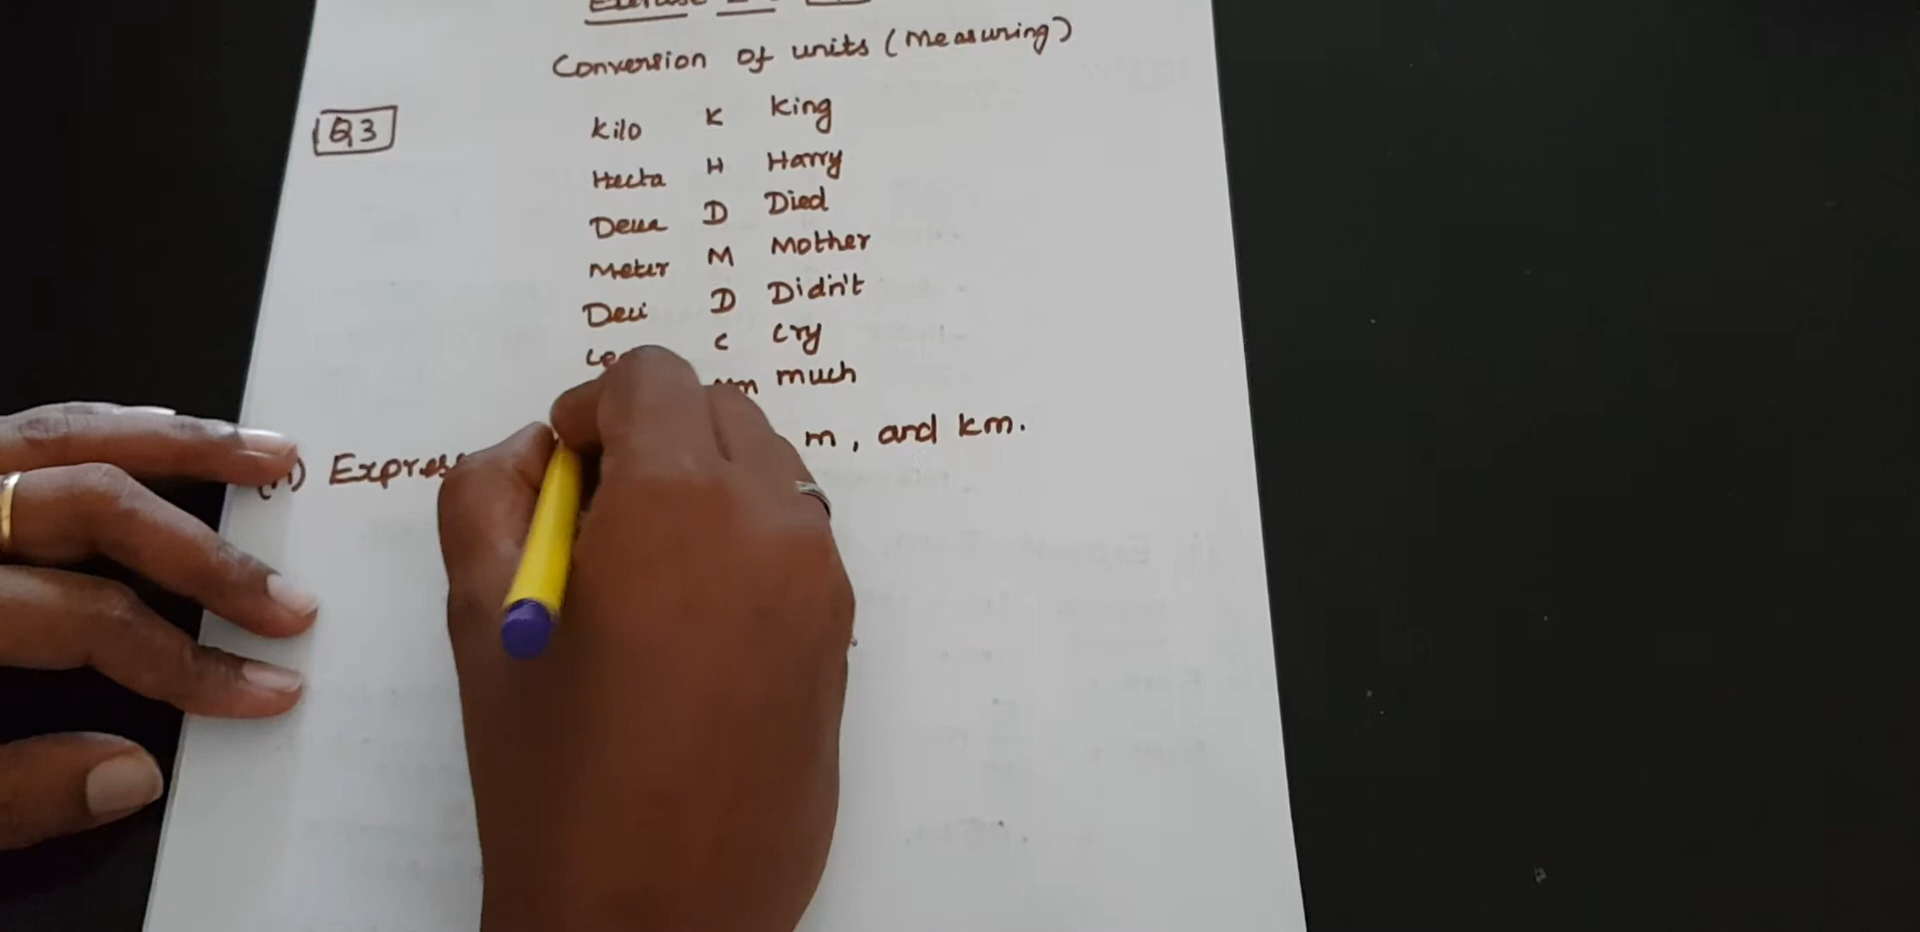 Conversion of units (Measuring)
Q3
Kilo K King
Hecta H Harry
Deca D Died
Meter M Mother
Deci D Didn't
C Cry
much
Express m, and km.